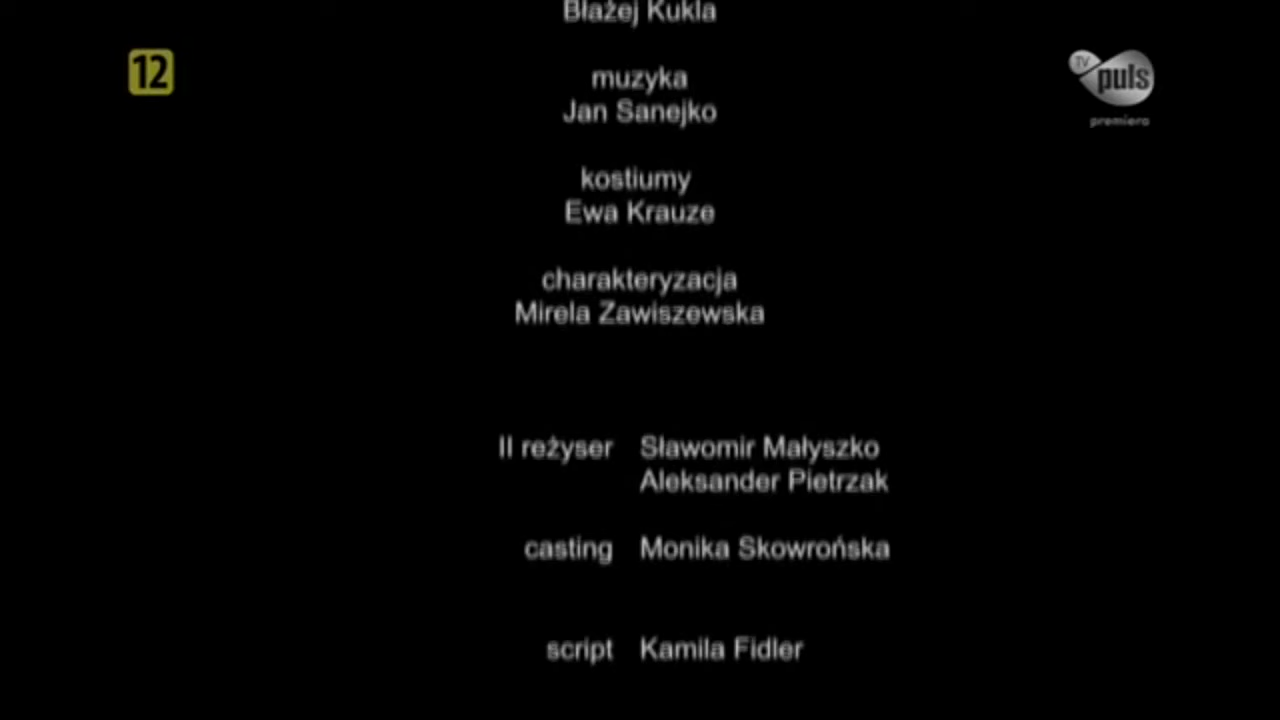 Błażej Kukla
12
TV
puls
premiera
muzyka
Jan Sanejko
kostiumy
Ewa Krauze
charakteryzacja
Mirela Zawiszewska
II reżyser Sławomir Małyszko
Aleksander Pietrzak
casting Monika Skowrońska
script Kamila Fidler